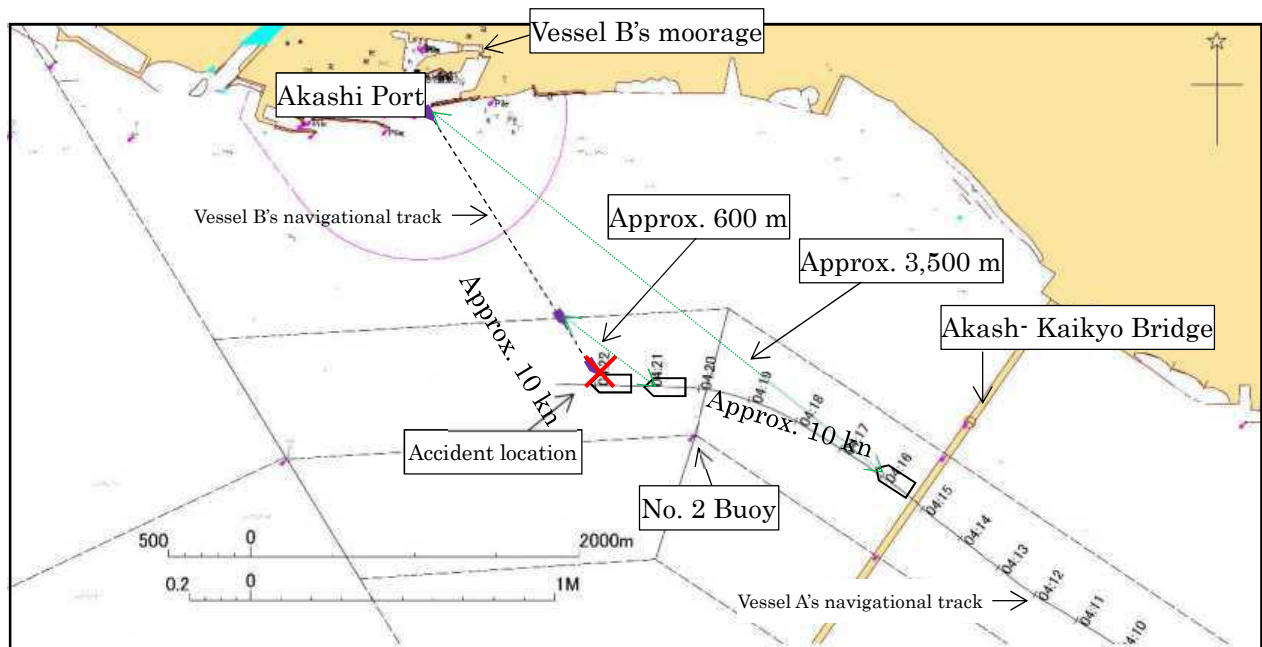 Vessel B's moorage
Akashi Port
Vessel B's navigational track
Approx. 600 m
Approx. 3,500 m
Akash- Kaikyo Bridge
Approx. 10 kn
Approx. 10 kn
04:22
04:21
04:20
04:19
04:18
04:17
04:16
04:15
04:14
04:13
04:12
04:11
04:10
Accident location
No. 2 Buoy
Vessel A's navigational track
500 0 2000m
0.2 0 1M